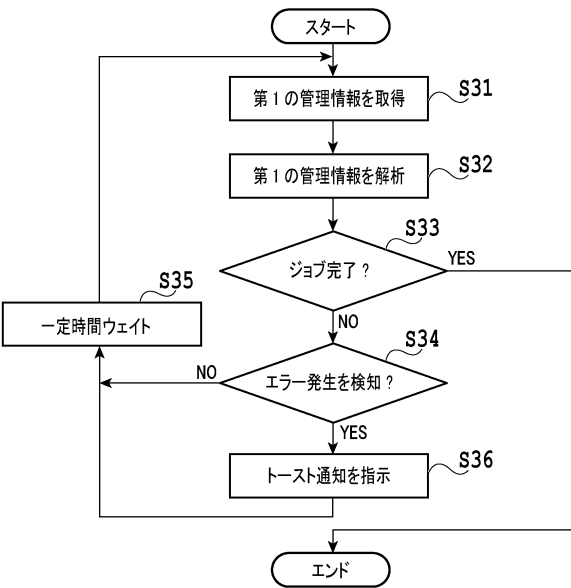 スタート
第1の管理情報を取得
S31
第1の管理情報を解析
S32
ジョブ完了?
S33
YES
NO
一定時間ウェイト
S35
エラー発生を検知?
S34
NO
YES
トースト通知を指示
S36
エンド